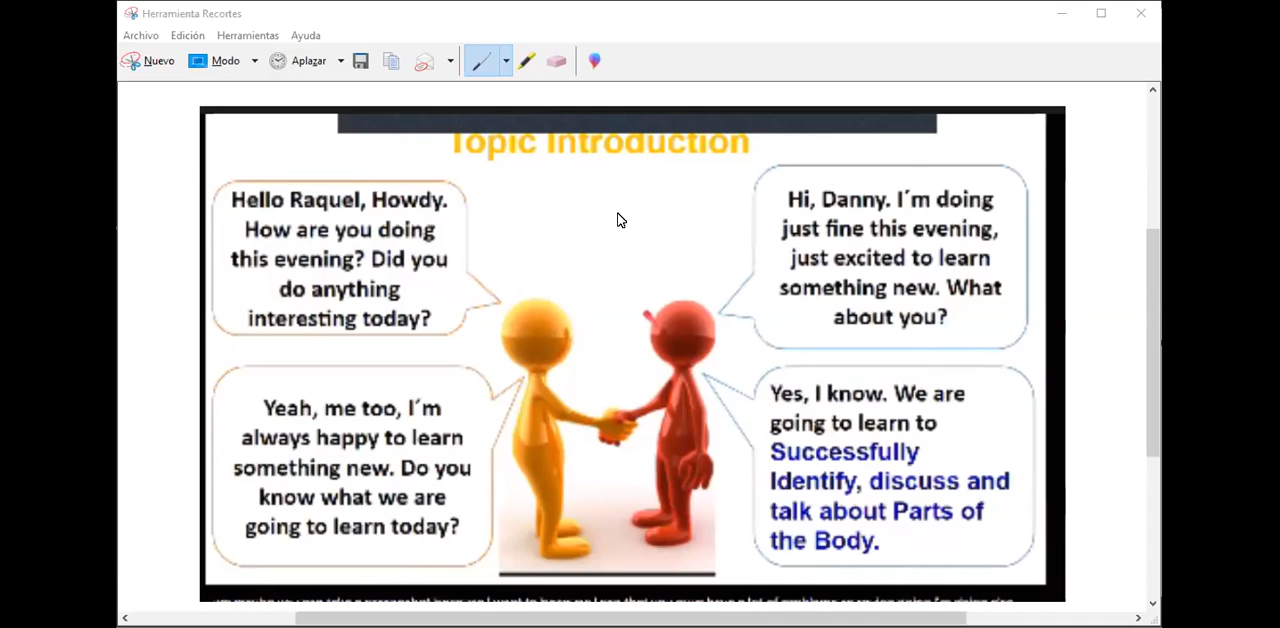 Herramienta Recortes
Archivo Edición Herramientas Ayuda
Nuevo Modo Aplazar
Topic Introduction
Hello Raquel, Howdy.
How are you doing
this evening? Did you
do anything
interesting today?
Hi, Danny. I´m doing
just fine this evening,
just excited to learn
something new. What
about you?
Yeah, me too, I´m
always happy to learn
something new. Do you
know what we are
going to learn today?
Yes, I know. We are
going to learn to
Successfully
Identify, discuss and
talk about Parts of
the Body.